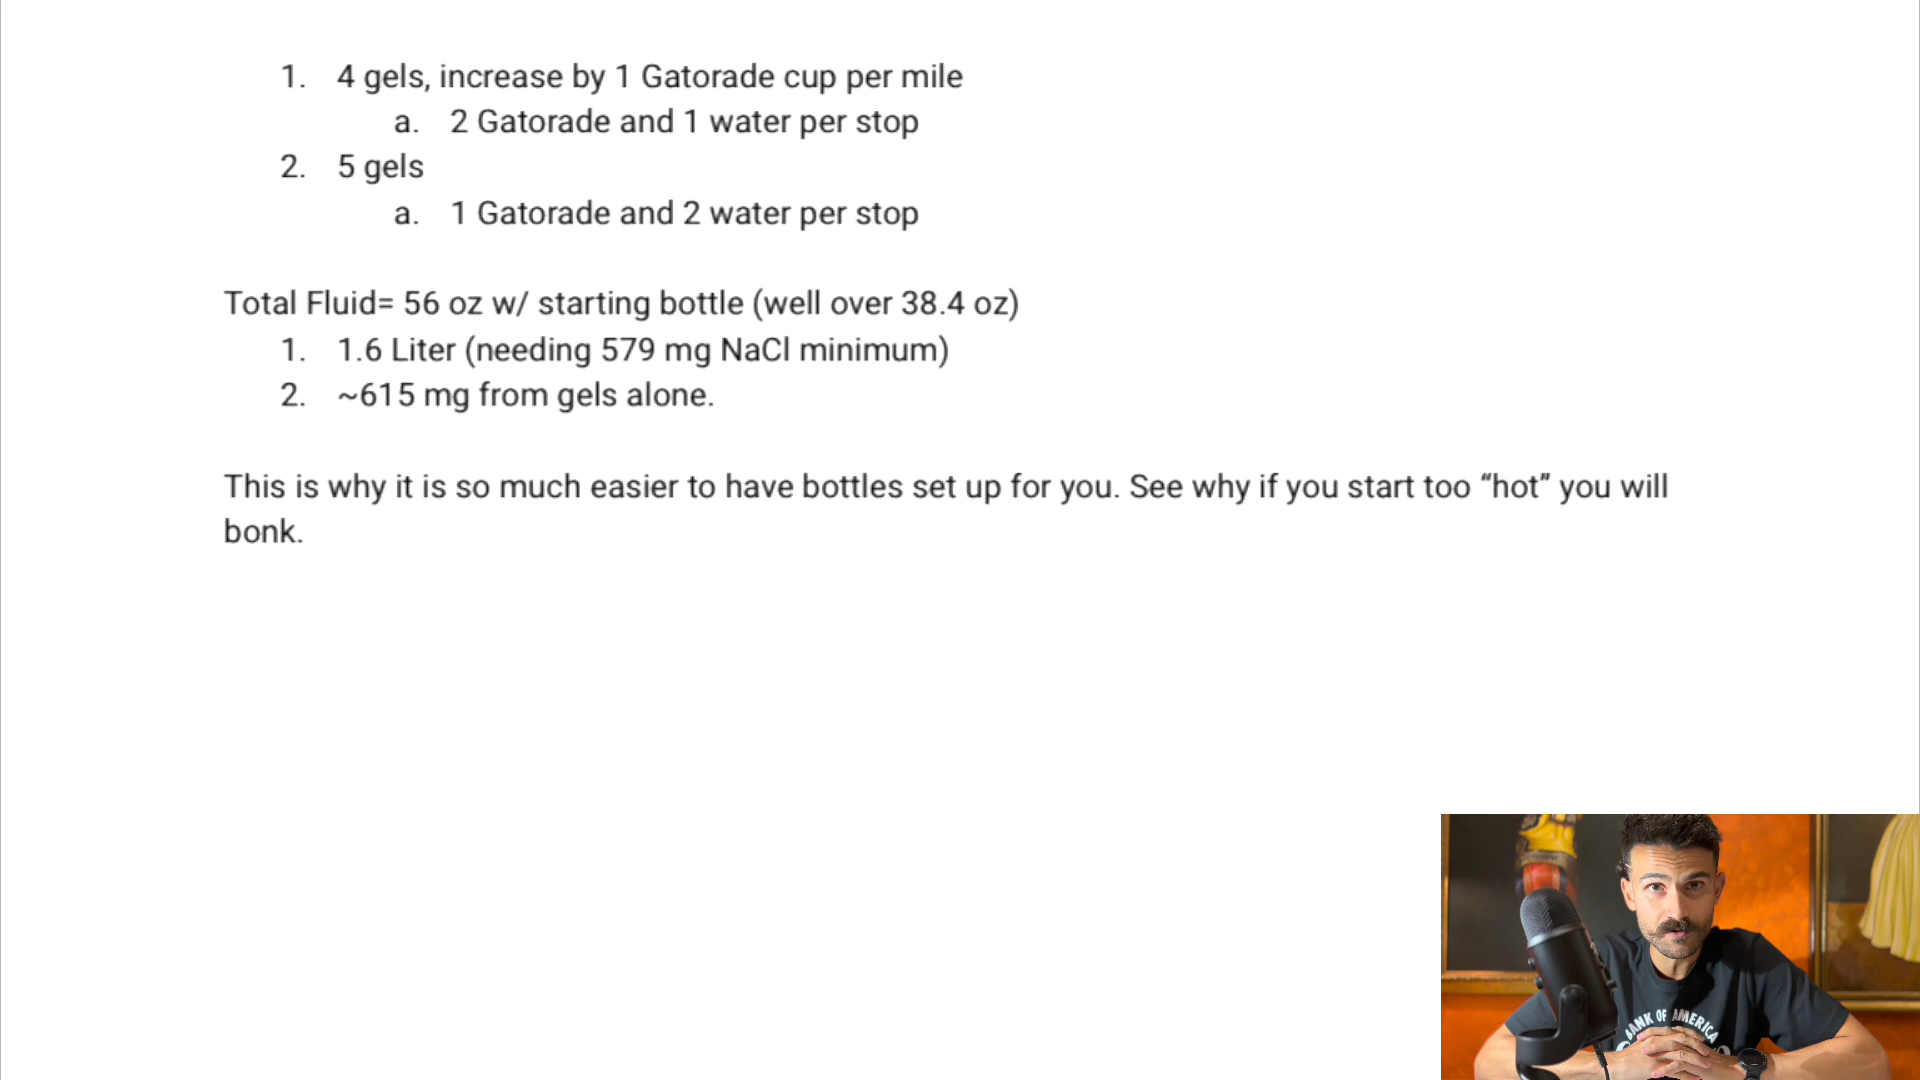 1. 4 gels, increase by 1 Gatorade cup per mile
a. 2 Gatorade and 1 water per stop
2. 5 gels
a. 1 Gatorade and 2 water per stop
Total Fluid= 56 oz w/ starting bottle (well over 38.4 oz)
1. 1.6 Liter (needing 579 mg NaCl minimum)
2. ~615 mg from gels alone.
This is why it is so much easier to have bottles set up for you. See why if you start too “hot” you will
bonk.
BANK OF AMERICA